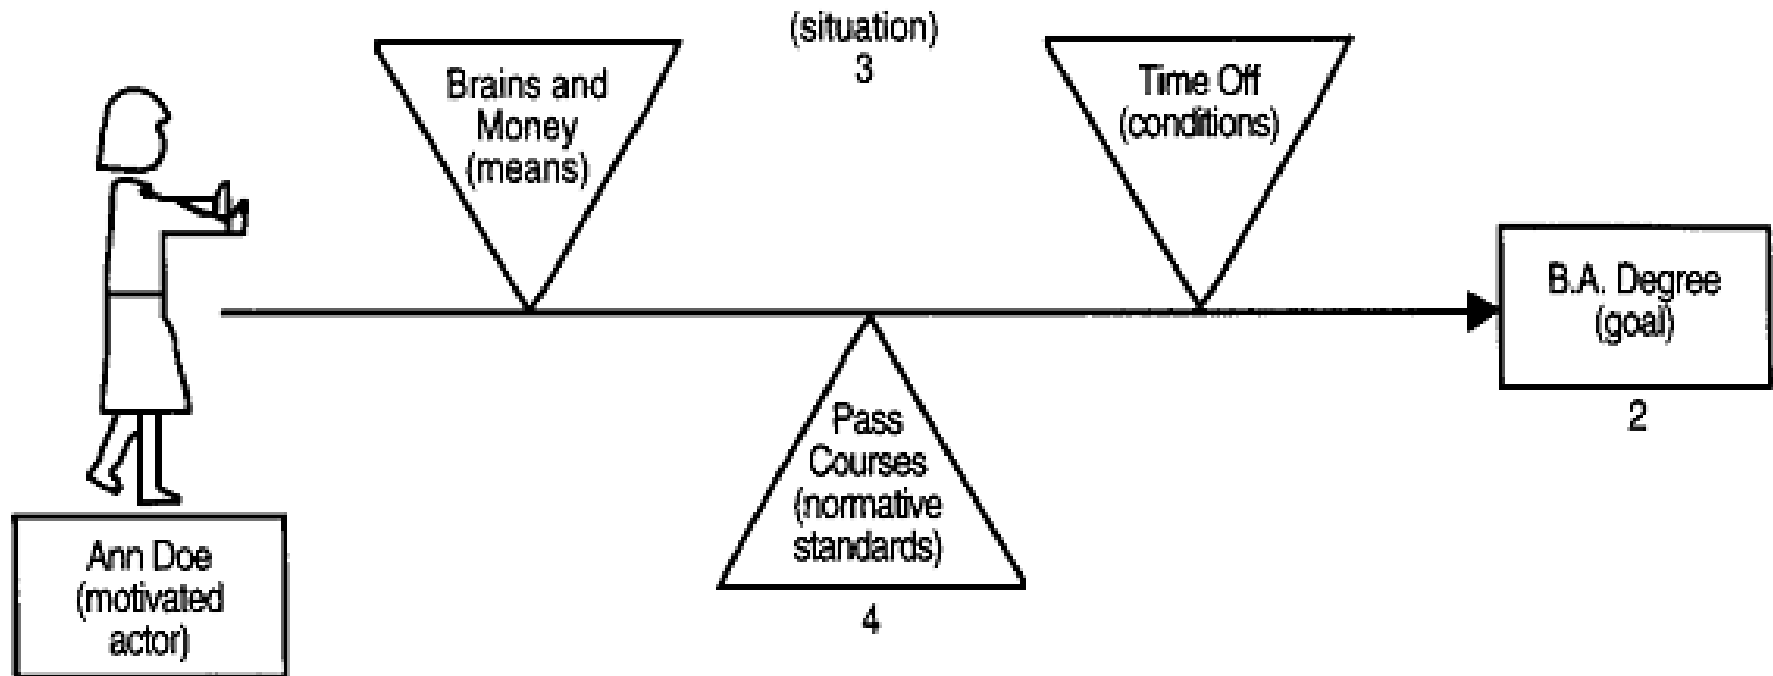 (situation)
3
Brains and
Money
(means)
Time Off
(conditions)
B.A. Degree
(goal)
2
Pass
Courses
(normative
standards)
4
Ann Doe
(motivated
actor)